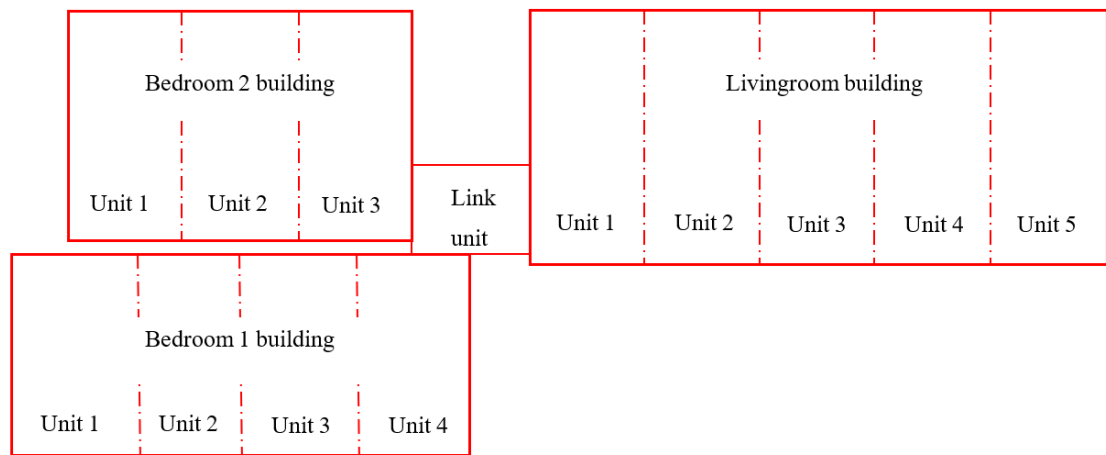 Bedroom 2 building
Unit 1 Unit 2 Unit 3
Link
unit
Livingroom building
Unit 1 Unit 2 Unit 3 Unit 4 Unit 5
Bedroom 1 building
Unit 1 Unit 2 Unit 3 Unit 4